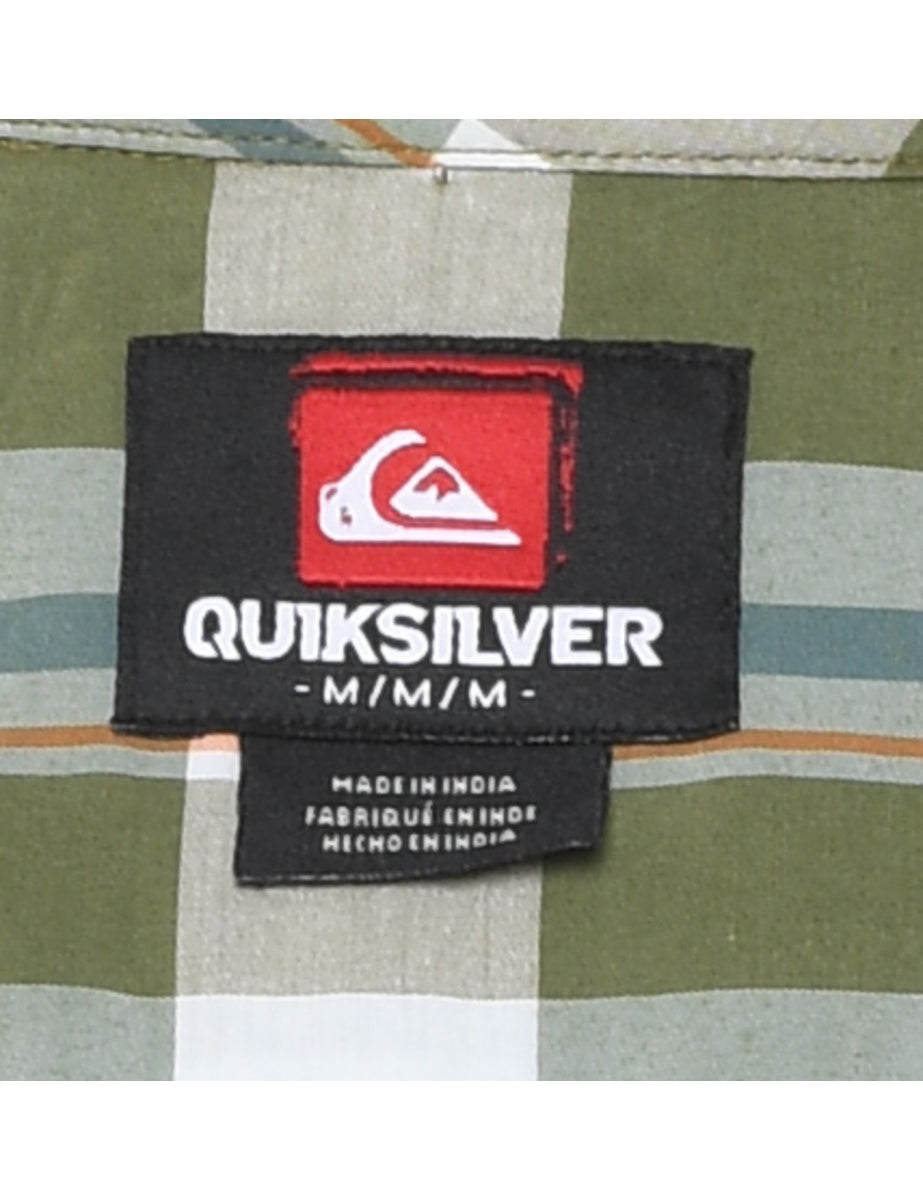 QUIKSILVER
- M/M/M -
MADE IN INDIA
FABRIQUÉ EN INDE
HECHO EN INDIA